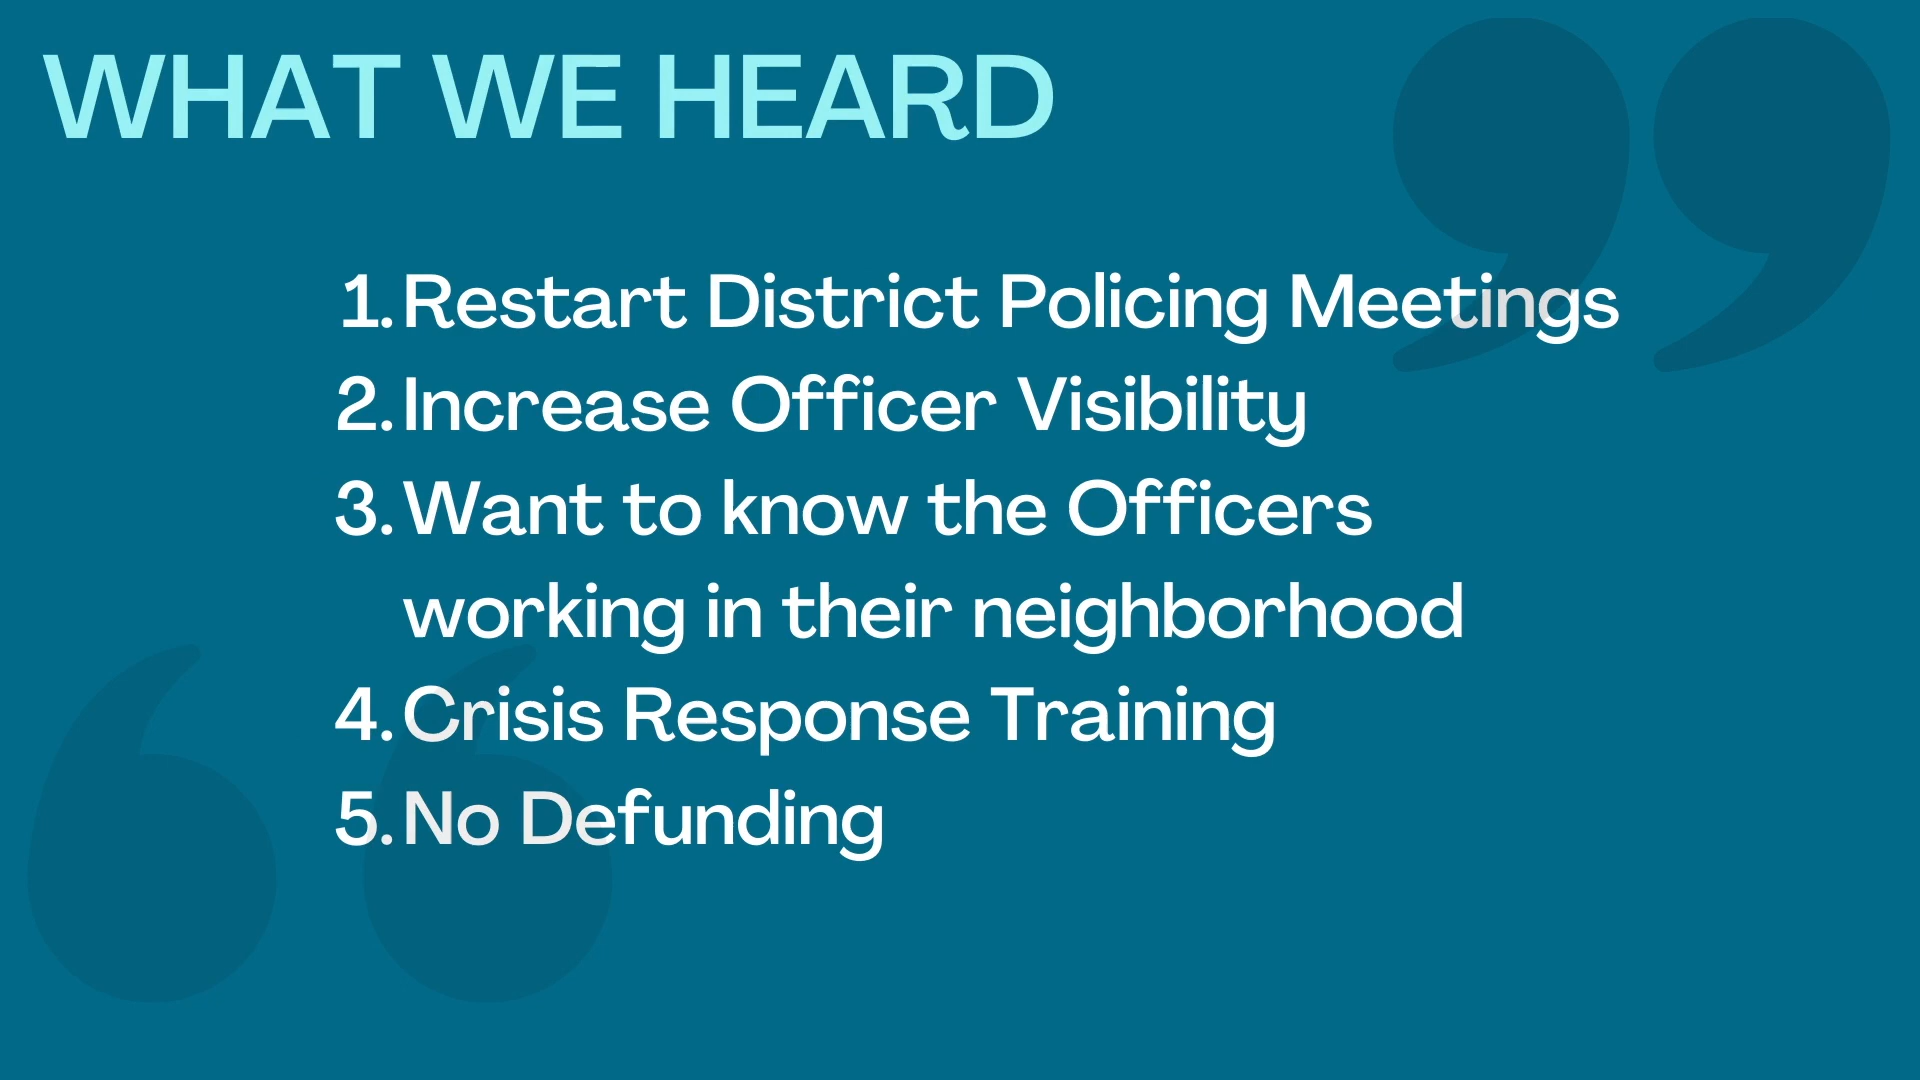 WHAT WE HEARD
1. Restart District Policing Meetings
2. Increase Officer Visibility
3. Want to know the Officers
working in their neighborhood
4. Crisis Response Training
5. No Defunding